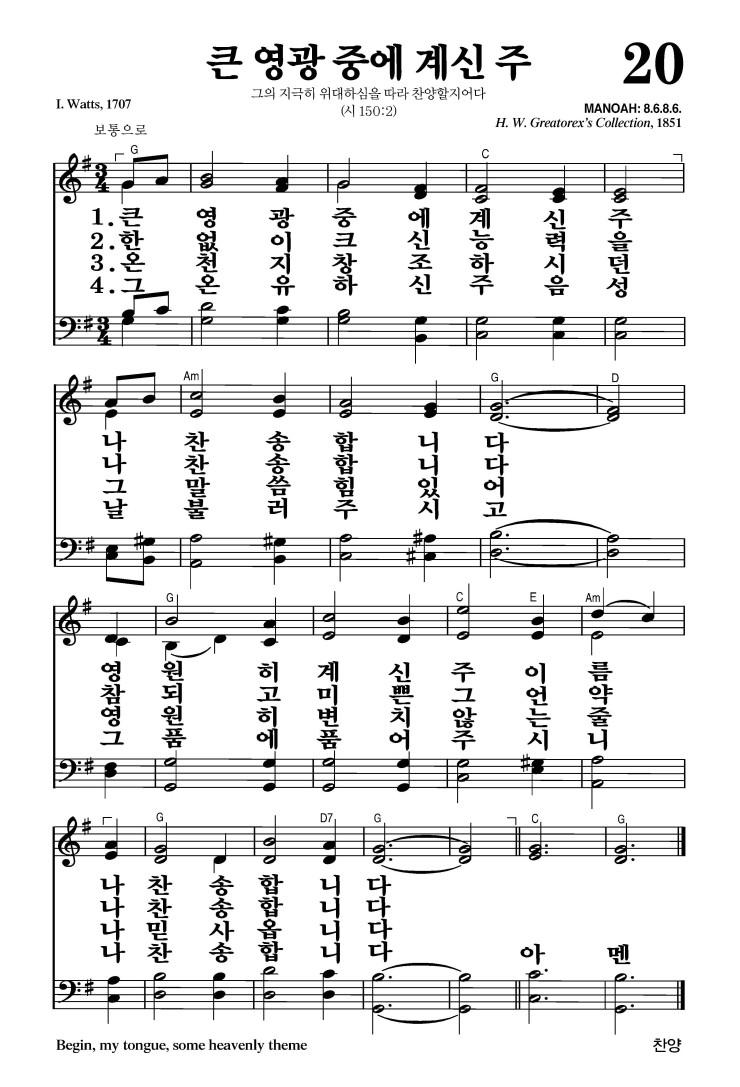 큰 영광 중에 계신 주
20
그의 지극히 위대하심을 따라 찬양할지어다
(시 150:2)
I. Watts, 1707
MANOAH: 8.6.8.6.
H. W. Greatorex's Collection, 1851
보통으로
G C
1.큰 영 광 중 에 계 신 주
2.한 없 이 크 신 능 력 을
3.온 천 지 창 조 하 시 던
4.그 온 유 하 신 주 음 성
Am G D
나 찬 송 합 니 다
나 찬 송 합 니 다
그 말 씀 힘 있 어
날 불 러 주 시 고
G C E Am
영 원 히 계 신 주 이 름
참 되 고 미 쁜 그 언 약
영 원 히 변 치 않 는 줄
그 품 에 품 어 주 시 니
G D7 G C G
나 찬 송 합 니 다
나 찬 송 합 니 다
나 믿 사 옵 니 다
나 찬 송 합 니 다 아 멘
Begin, my tongue, some heavenly theme
찬양